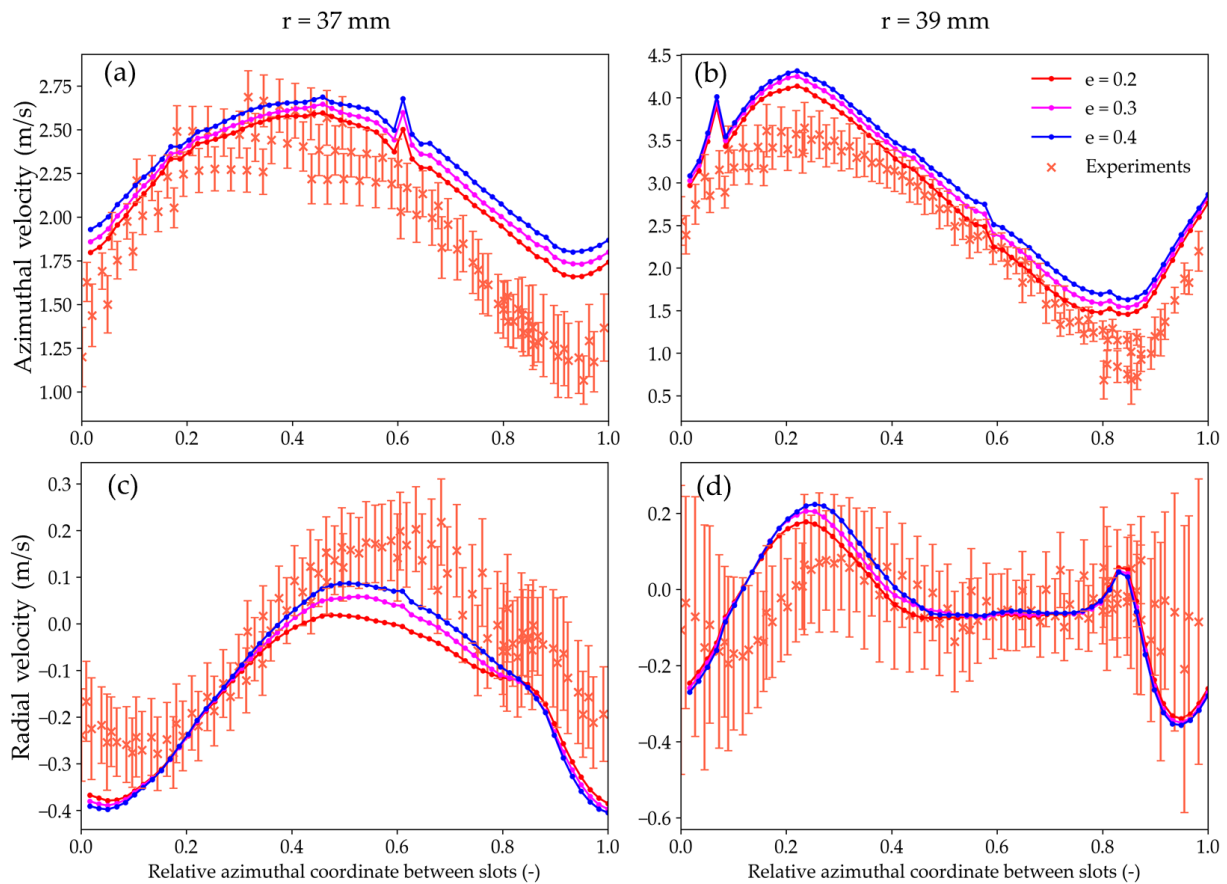 r = 37 mm
r = 39 mm
(a)
Azimuthal velocity (m/s)
2.75
2.50
2.25
2.00
1.75
1.50
1.25
1.00
0.0 0.2 0.4 0.6 0.8 1.0
(b)
4.5
4.0
3.5
3.0
2.5
2.0
1.5
1.0
0.5
0.0 0.2 0.4 0.6 0.8 1.0
e = 0.2
e = 0.3
e = 0.4
Experiments
(c)
Radial velocity (m/s)
0.3
0.2
0.1
0.0
−0.1
−0.2
−0.3
−0.4
0.0 0.2 0.4 0.6 0.8 1.0
Relative azimuthal coordinate between slots (-)
(d)
0.2
0.0
−0.2
−0.4
−0.6
0.0 0.2 0.4 0.6 0.8 1.0
Relative azimuthal coordinate between slots (-)